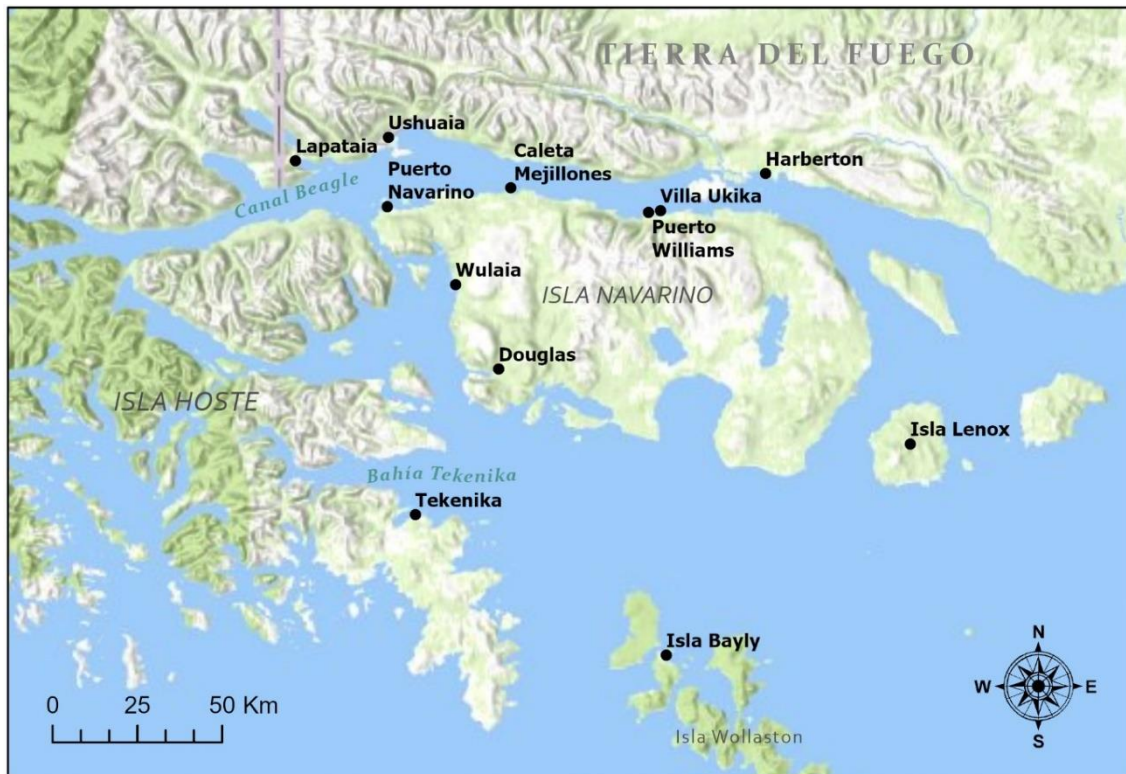 TIERRA DEL FUEGO
Ushuaia
Lapataia
Caleta
Mejillones
Harberton
Puerto
Navarino
Canal Beagle
Villa Ukika
Puerto
Williams
Wulaia
ISLA NAVARINO
Douglas
ISLA HOSTE
Isla Lenox
Bahía Tekenika
Tekenika
Isla Bayly
Isla Wollaston
N
W E
S
0 25 50 Km